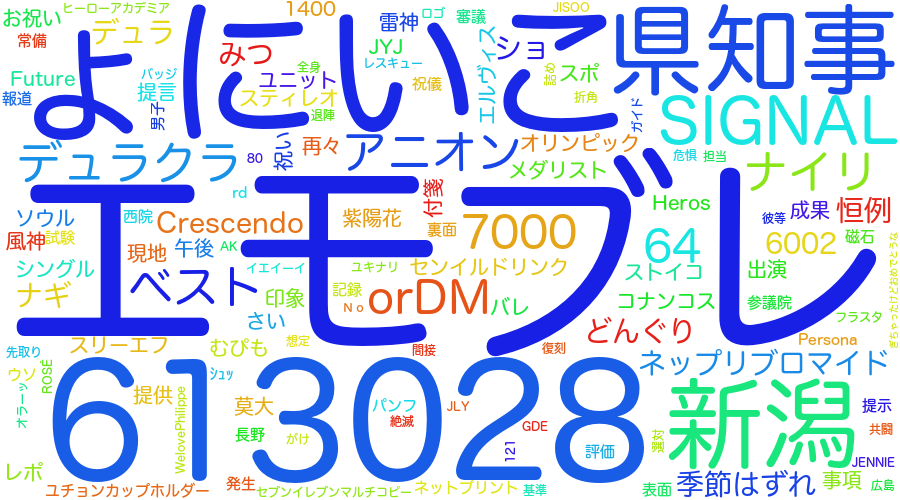 お祝い
ヒーローアカデミア
デュラ
1400
雷神
ロゴ
審議
JISOO
常備
みつ
JYJ
エルヴィス
ショ
県知事
よにいこ
Future
バッジ
全身
レスキュー
詰め
スポ
報道
提言
ユニット
祝儀
折角
男子
スティレオ
退陣
ガイド
SIGNAL
デュラクラ
80
祝い
再々
アニオン
オリンピック
危惧
担当
メダリスト
ナイリ
rd
付箋
Heros
彼等
成果
恒例
ソウル
西院
Crescendo
紫陽花
裏面
7000
64
6002
磁石
風神
試験
現地
午後
AK
エモブレ
シングル
イエイーイ
ユキナリ
センイルドリンク
ストイコ
出演
ナギ
ベスト
印象
記録
No
orDM
バレ
コナンコス
参議院
フラスタ
さい
どんぐり
Persona
先取り
スリーエフ
むぴも
想定
間接
復刻
ネップリブロマイド
ウソ
ROSÉ
613028
ｼｭｯ
オラーッ
提供
WelovePhilippe
莫大
パンフ
JLY
絶滅
GDE
新潟
提示
共闘
長野
がけ
121
評価
選対
JENNIE
レポ
発生
季節はずれ
事項
広島
ユチョンカップホルダー
セブンイレブンマルチコピー
ネットプリント
基準
表面